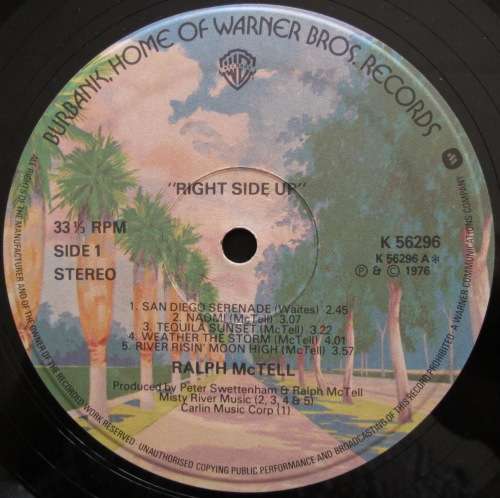 BURBANK, HOME OF WARNER BROS. RECORDS
"RIGHT SIDE UP"
33⅓ RPM
SIDE 1
STEREO
K 56296
K 56296 A*
Ⓟ & © 1976
1. SAN DIEGO SERENADE (Waites) 2.45
2. NAOMI (McTell) 3.07
3. TEQUILA SUNSET (McTell) 3.22
4. WEATHER THE STORM (McTell) 4.01
5. RIVER RISIN' MOON HIGH (McTell) 3.57
RALPH McTELL
Produced by Peter Swettenham & Ralph McTell
Misty River Music (2, 3, 4 & 5)
Carlin Music Corp (1)
ALL RIGHTS OF THE MANUFACTURER AND OF THE OWNER OF THE RECORDED WORK RESERVED. UNAUTHORISED COPYING PUBLIC PERFORMANCE AND BROADCASTING OF THIS RECORD PROHIBITED. A WARNER COMMUNICATIONS COMPANY